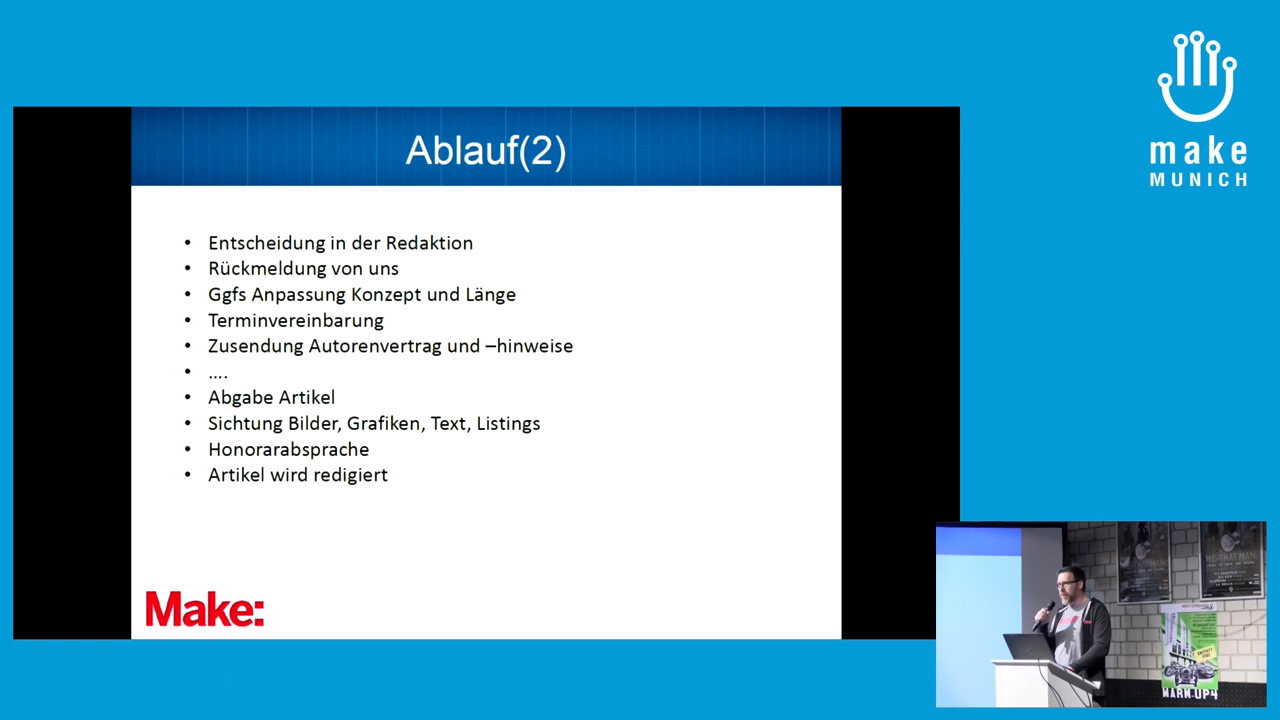 make
MUNICH
Ablauf(2)
• Entscheidung in der Redaktion
• Rückmeldung von uns
• Ggfs Anpassung Konzept und Länge
• Terminvereinbarung
• Zusendung Autorenvertrag und –hinweise
• ....
• Abgabe Artikel
• Sichtung Bilder, Grafiken, Text, Listings
• Honorarabsprache
• Artikel wird redigiert
Make:
WARM-UP4